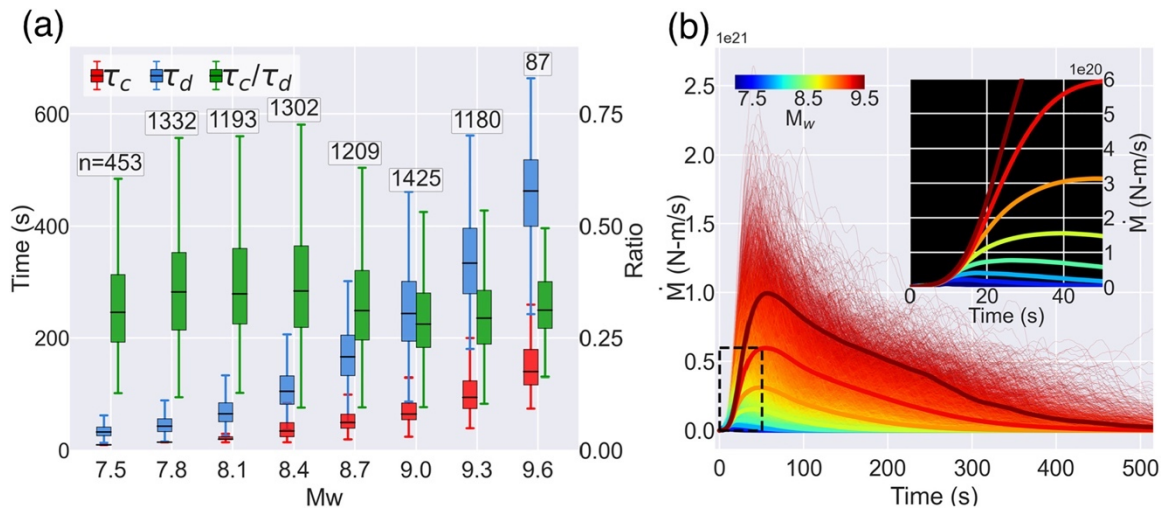 (a)
τc τd τc/τd
n=453
1332
1193
1302
1209
1425
1180
87
600
400
200
0
Time (s)
0.75
0.50
0.25
0.00
Ratio
7.5 7.8 8.1 8.4 8.7 9.0 9.3 9.6
Mw
(b)
1e21
2.5
2.0
1.5
1.0
0.5
0.0
Ṁ (N-m/s)
7.5 8.5 9.5
Mw
1e20
6
5
4
3
2
1
0
Ṁ (N-m/s)
0 20 40
Time (s)
0 100 200 300 400 500
Time (s)